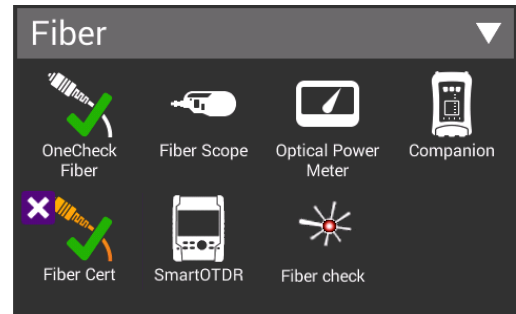 Fiber
OneCheck
Fiber
Fiber Scope
Optical Power
Meter
Companion
Fiber Cert
SmartOTDR
Fiber check